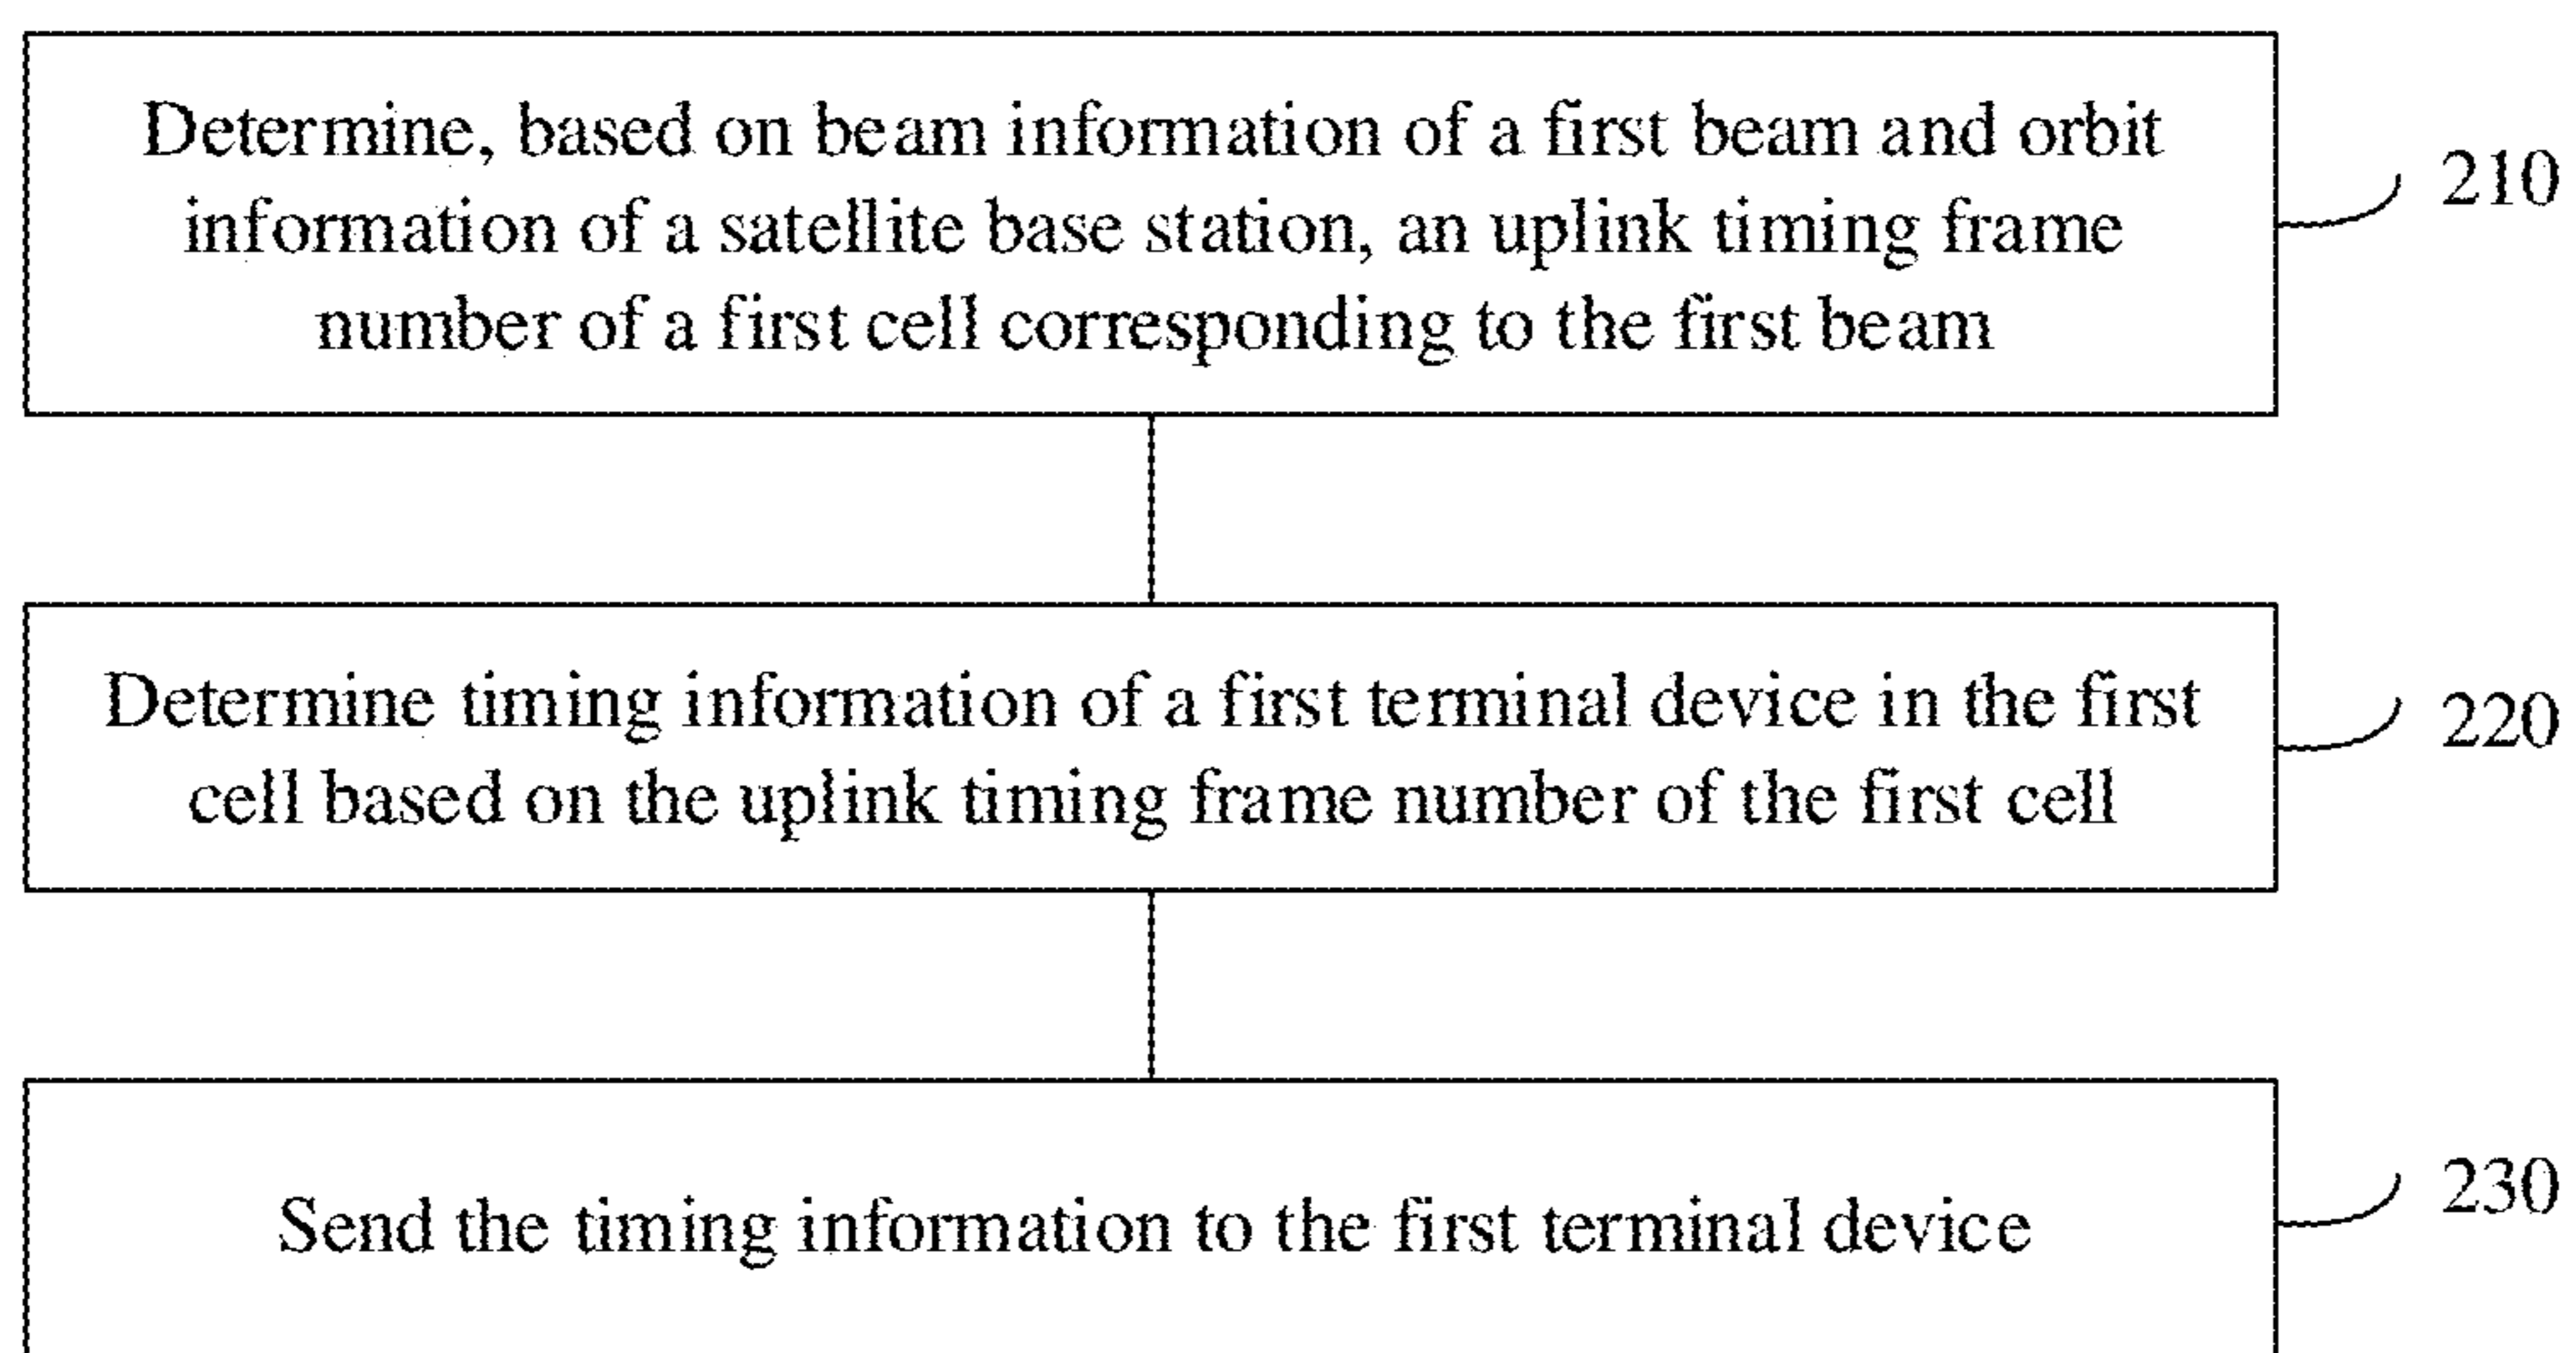 Determine, based on beam information of a first beam and orbit
information of a satellite base station, an uplink timing frame
number of a first cell corresponding to the first beam
210
Determine timing information of a first terminal device in the first
cell based on the uplink timing frame number of the first cell
220
Send the timing information to the first terminal device
230